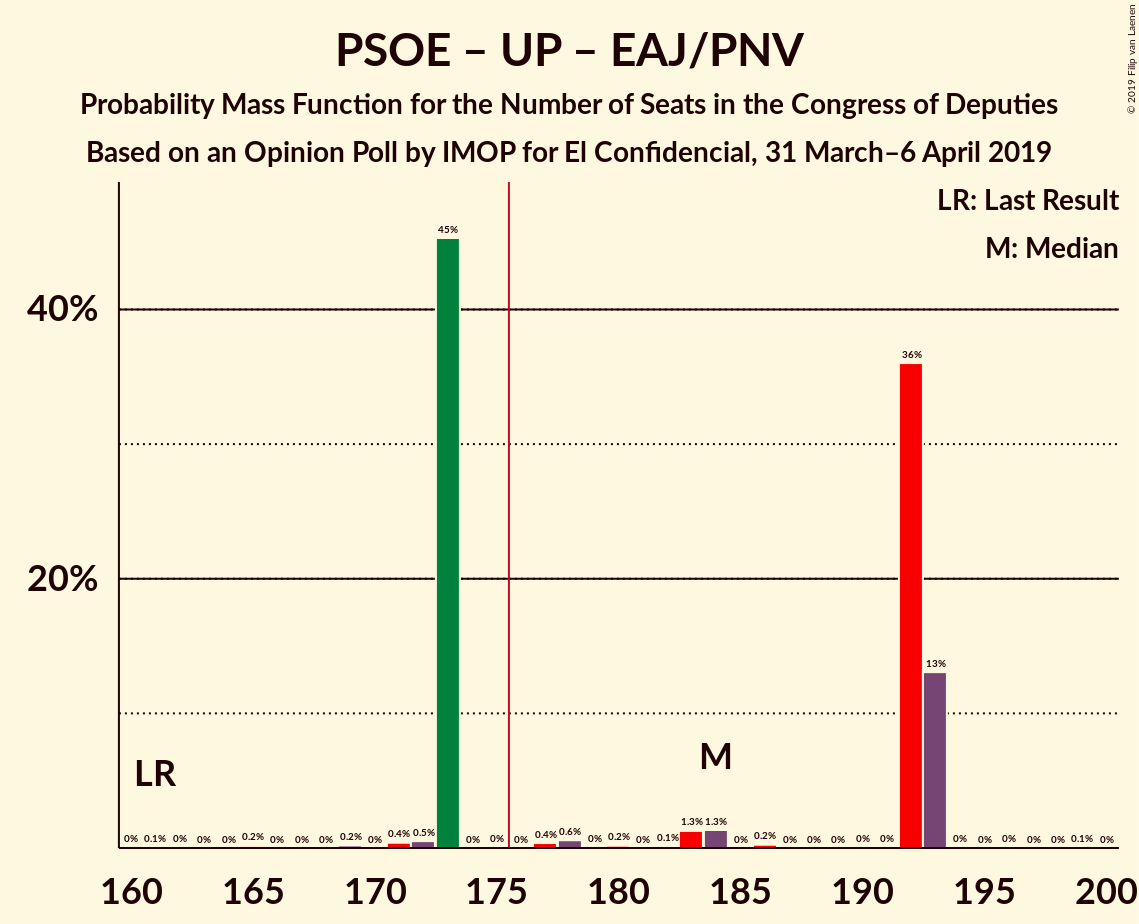 PSOE – UP – EAJ/PNV
Probability Mass Function for the Number of Seats in the Congress of Deputies
Based on an Opinion Poll by IMOP for El Confidencial, 31 March–6 April 2019
© 2019 Filip van Laenen
LR: Last Result
M: Median
45%
40%
36%
20%
13%
M
LR
0% 0.1% 0% 0% 0% 0.2% 0% 0% 0% 0.2% 0% 0.4% 0.5% 0% 0% 0% 0.4% 0.6% 0% 0.2% 0% 0.1% 1.3% 1.3% 0% 0.2% 0% 0% 0% 0% 0% 0% 0% 0% 0% 0% 0.1% 0%
160 165 170 175 180 185 190 195 200